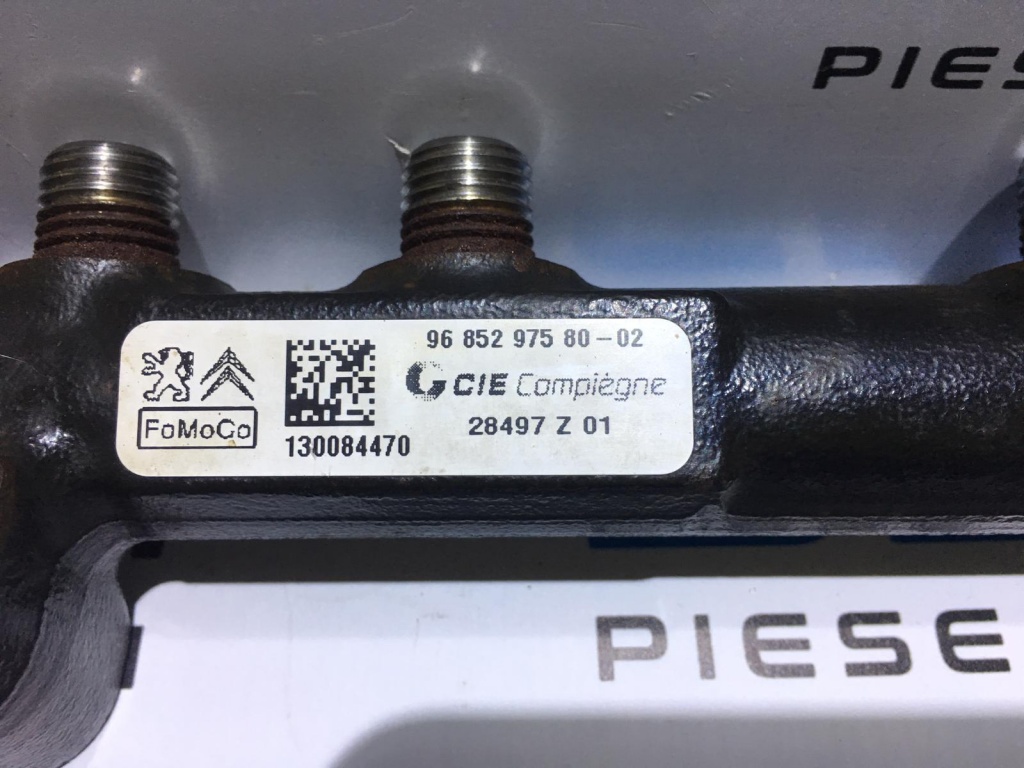 PIES
96 852 975 80-02
CIE Compiègne
FoMoCo
28497 Z 01
130084470
PIESE